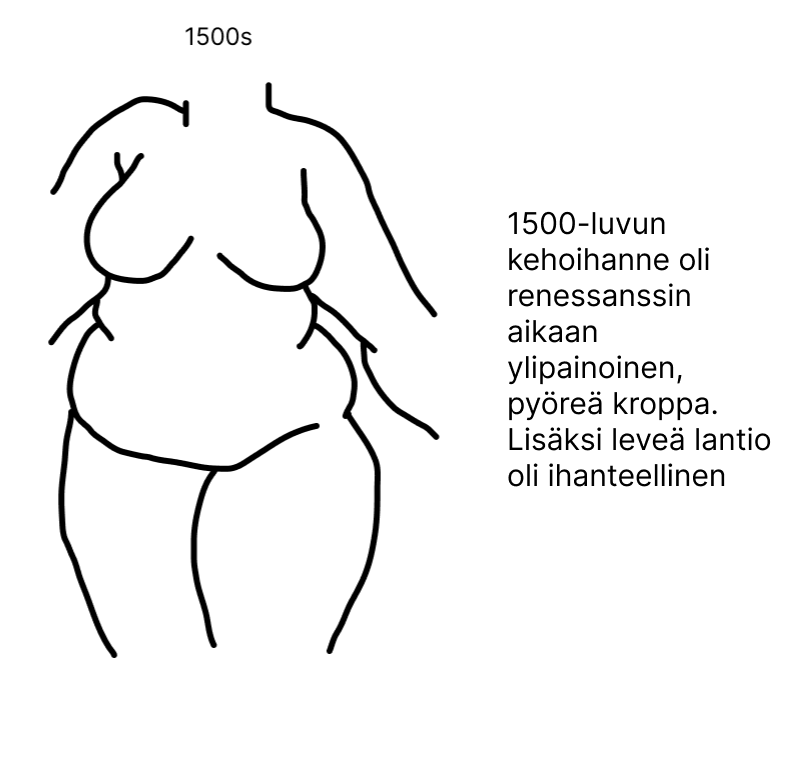 1500s
1500-luvun
kehoihanne oli
renessanssin
aikaan
ylipainoinen,
pyöreä kroppa.
Lisäksi leveä lantio
oli ihanteellinen